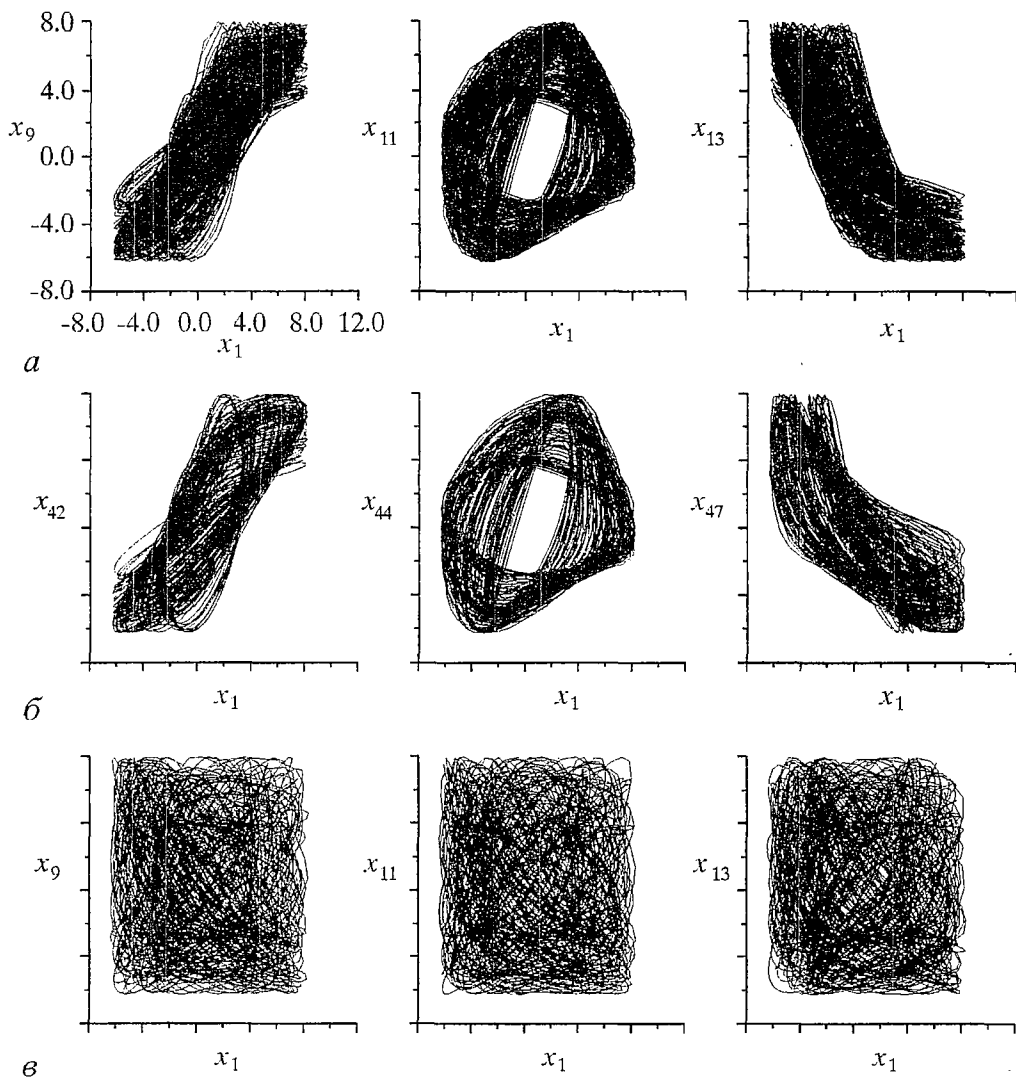 8.0
4.0
x₉
0.0
-4.0
-8.0
-8.0 -4.0 0.0 4.0 8.0 12.0
x₁
x₁₁
x₁
x₁₃
x₁
а
x₄₂
x₁
x₄₄
x₁
x₄₇
x₁
б
x₉
x₁
x₁₁
x₁
x₁₃
x₁
в